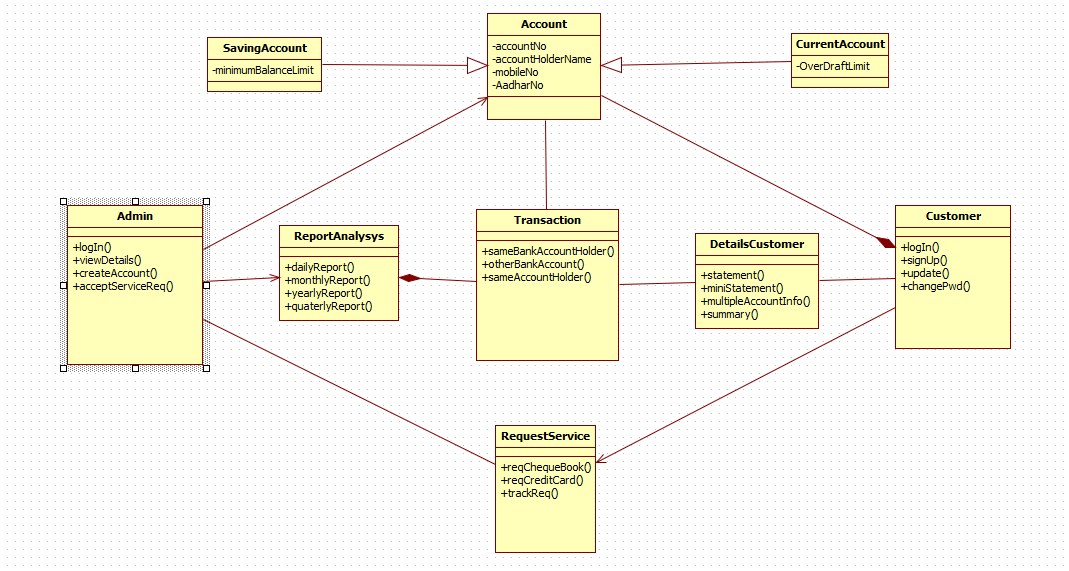 Account
-accountNo
-accountHolderName
-mobileNo
-AadharNo
SavingAccount
-minimumBalanceLimit
CurrentAccount
-OverDraftLimit
Admin
+logIn()
+viewDetails()
+createAccount()
+acceptServiceReq()
ReportAnalysys
+dailyReport()
+monthlyReport()
+yearlyReport()
+quaterlyReport()
Transaction
+sameBankAccountHolder()
+otherBankAccount()
+sameAccountHolder()
DetailsCustomer
+statement()
+miniStatement()
+multipleAccountInfo()
+summary()
Customer
+logIn()
+signUp()
+update()
+changePwd()
RequestService
+reqChequeBook()
+reqCreditCard()
+trackReq()